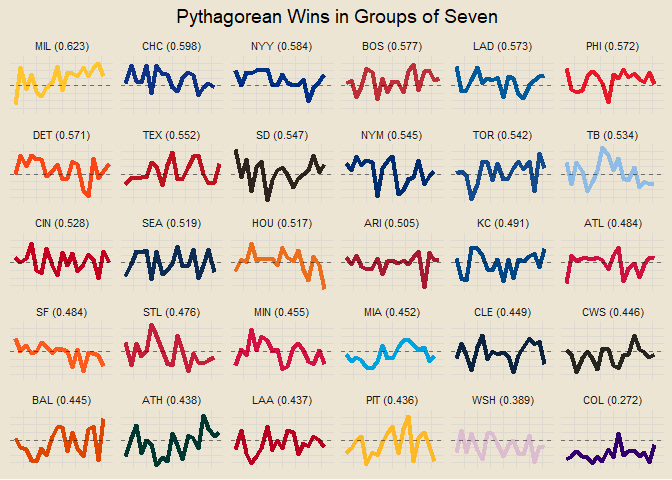 Pythagorean Wins in Groups of Seven
MIL (0.623) CHC (0.598) NYY (0.584) BOS (0.577) LAD (0.573) PHI (0.572)
DET (0.571) TEX (0.552) SD (0.547) NYM (0.545) TOR (0.542) TB (0.534)
CIN (0.528) SEA (0.519) HOU (0.517) ARI (0.505) KC (0.491) ATL (0.484)
SF (0.484) STL (0.476) MIN (0.455) MIA (0.452) CLE (0.449) CWS (0.446)
BAL (0.445) ATH (0.438) LAA (0.437) PIT (0.436) WSH (0.389) COL (0.272)